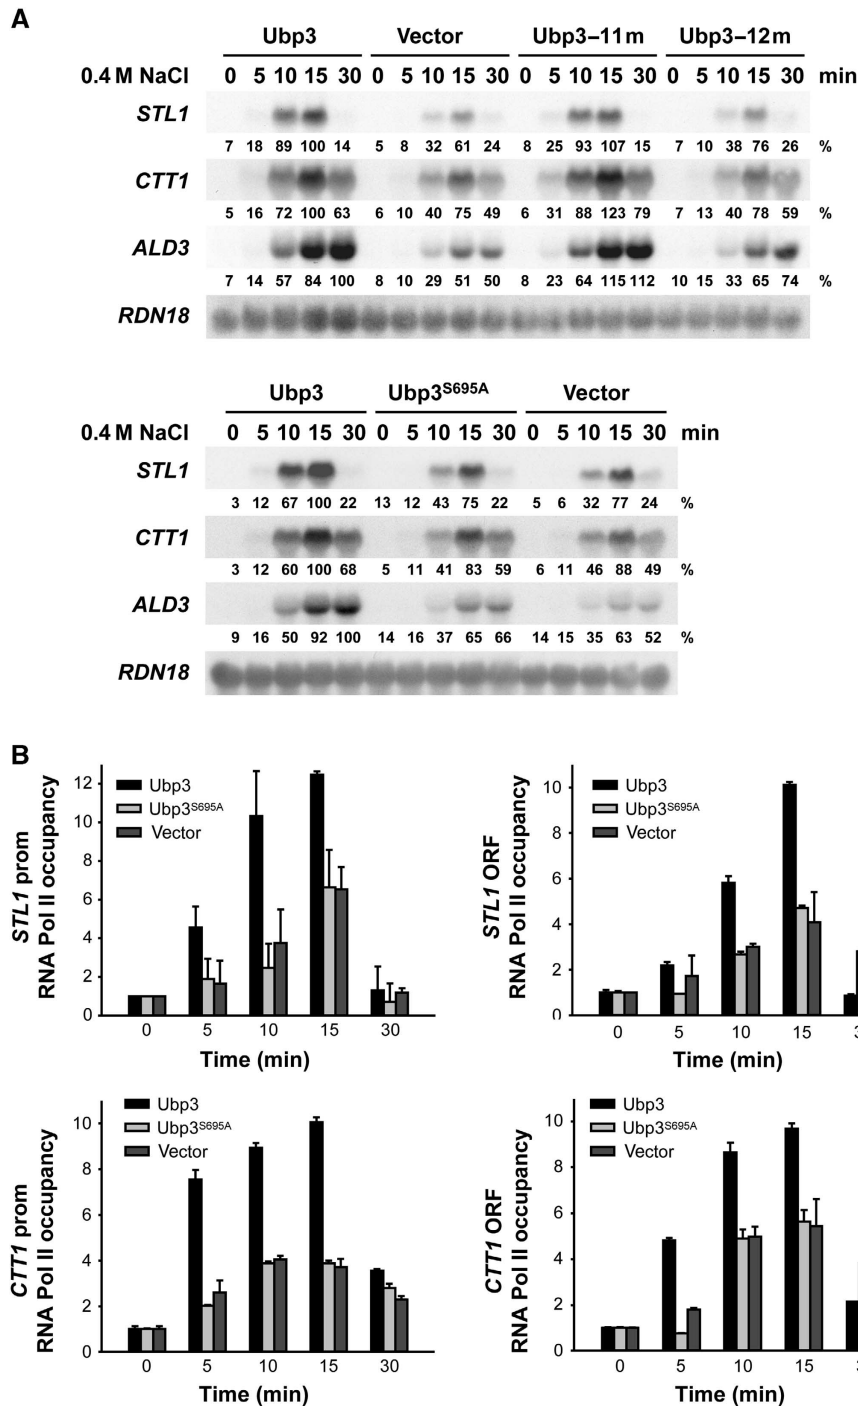 A
Ubp3 Vector Ubp3–11m Ubp3–12m
0.4 M NaCl 0 5 10 15 30 0 5 10 15 30 0 5 10 15 30 0 5 10 15 30 min
STL1
7 18 89 100 14 5 8 32 61 24 8 25 93 107 15 7 10 38 76 26 %
CTT1
5 16 72 100 63 6 10 40 75 49 6 31 88 123 79 7 13 40 78 59 %
ALD3
7 14 57 84 100 8 10 29 51 50 8 23 64 115 112 10 15 33 65 74 %
RDN18
Ubp3 Ubp3S695A Vector
0.4 M NaCl 0 5 10 15 30 0 5 10 15 30 0 5 10 15 30 min
STL1
3 12 67 100 22 13 12 43 75 22 5 6 32 77 24 %
CTT1
3 12 60 100 68 5 11 41 83 59 6 11 46 88 49 %
ALD3
9 16 50 92 100 14 16 37 65 66 14 15 35 63 52 %
RDN18
B
STL1 prom
RNA Pol II occupancy
12
10
8
6
4
2
0
Ubp3
Ubp3S695A
Vector
0 5 10 15 30
Time (min)
STL1 ORF
RNA Pol II occupancy
10
8
6
4
2
0
Ubp3
Ubp3S695A
Vector
0 5 10 15
Time (min)
CTT1 prom
RNA Pol II occupancy
10
8
6
4
2
0
Ubp3
Ubp3S695A
Vector
0 5 10 15 30
Time (min)
CTT1 ORF
RNA Pol II occupancy
10
8
6
4
2
0
Ubp3
Ubp3S695A
Vector
0 5 10 15
Time (min)